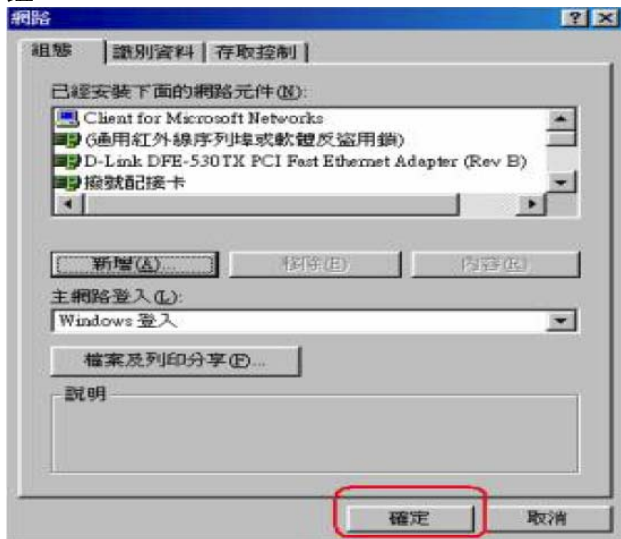 網路
組態 識別資料 存取控制
已經安裝下面的網路元件(N):
Client for Microsoft Networks
(通用紅外線序列埠或軟體反盜用鎖)
D-Link DFE-530TX PCI Fast Ethernet Adapter (Rev B)
撥號配接卡
新增(A)... 移除(E) 內容(R)
主網路登入(L):
Windows 登入
檔案及列印分享(F)...
說明
確定 取消